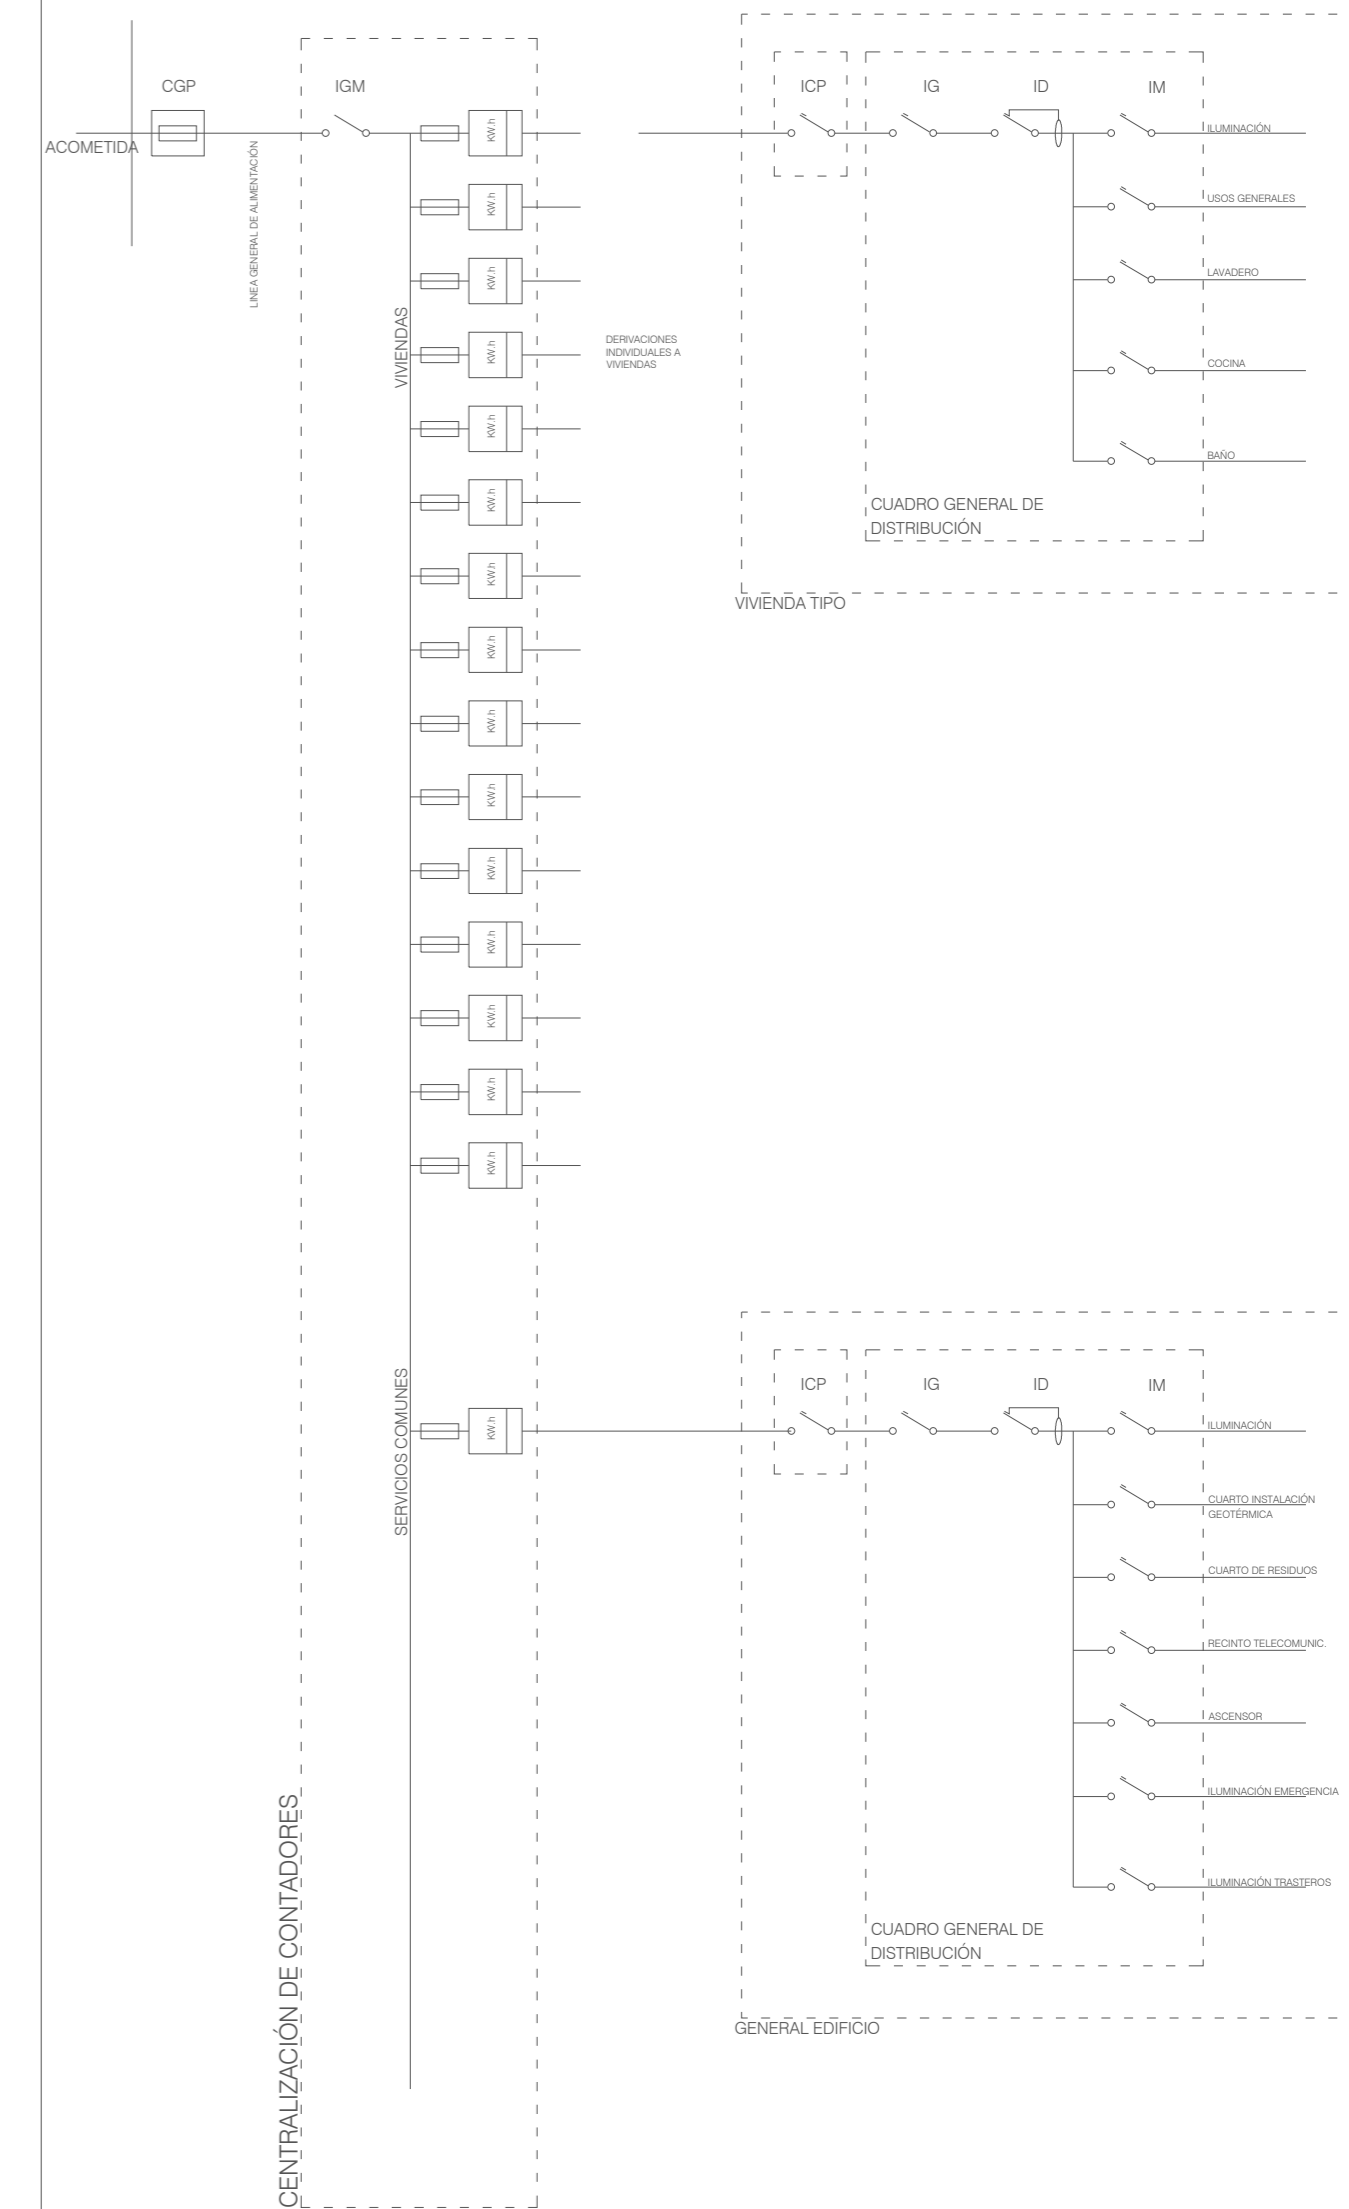 CGP
IGM
ICP
IG
ID
IM
ACOMETIDA
LINEA GENERAL DE ALIMENTACIÓN
KW.h
ILUMINACIÓN
KW.h
USOS GENERALES
KW.h
LAVADERO
VIVIENDAS
KW.h
DERIVACIONES
INDIVIDUALES A
VIVIENDAS
COCINA
KW.h
BAÑO
KW.h
CUADRO GENERAL DE
DISTRIBUCIÓN
KW.h
VIVIENDA TIPO
KW.h
KW.h
KW.h
KW.h
KW.h
KW.h
KW.h
KW.h
SERVICIOS COMUNES
KW.h
ICP
IG
ID
IM
ILUMINACIÓN
CUARTO INSTALACIÓN
GEOTÉRMICA
CUARTO DE RESIDUOS
RECINTO TELECOMUNIC.
ASCENSOR
ILUMINACIÓN EMERGENCIA
ILUMINACIÓN TRASTEROS
CUADRO GENERAL DE
DISTRIBUCIÓN
GENERAL EDIFICIO
CENTRALIZACIÓN DE CONTADORES